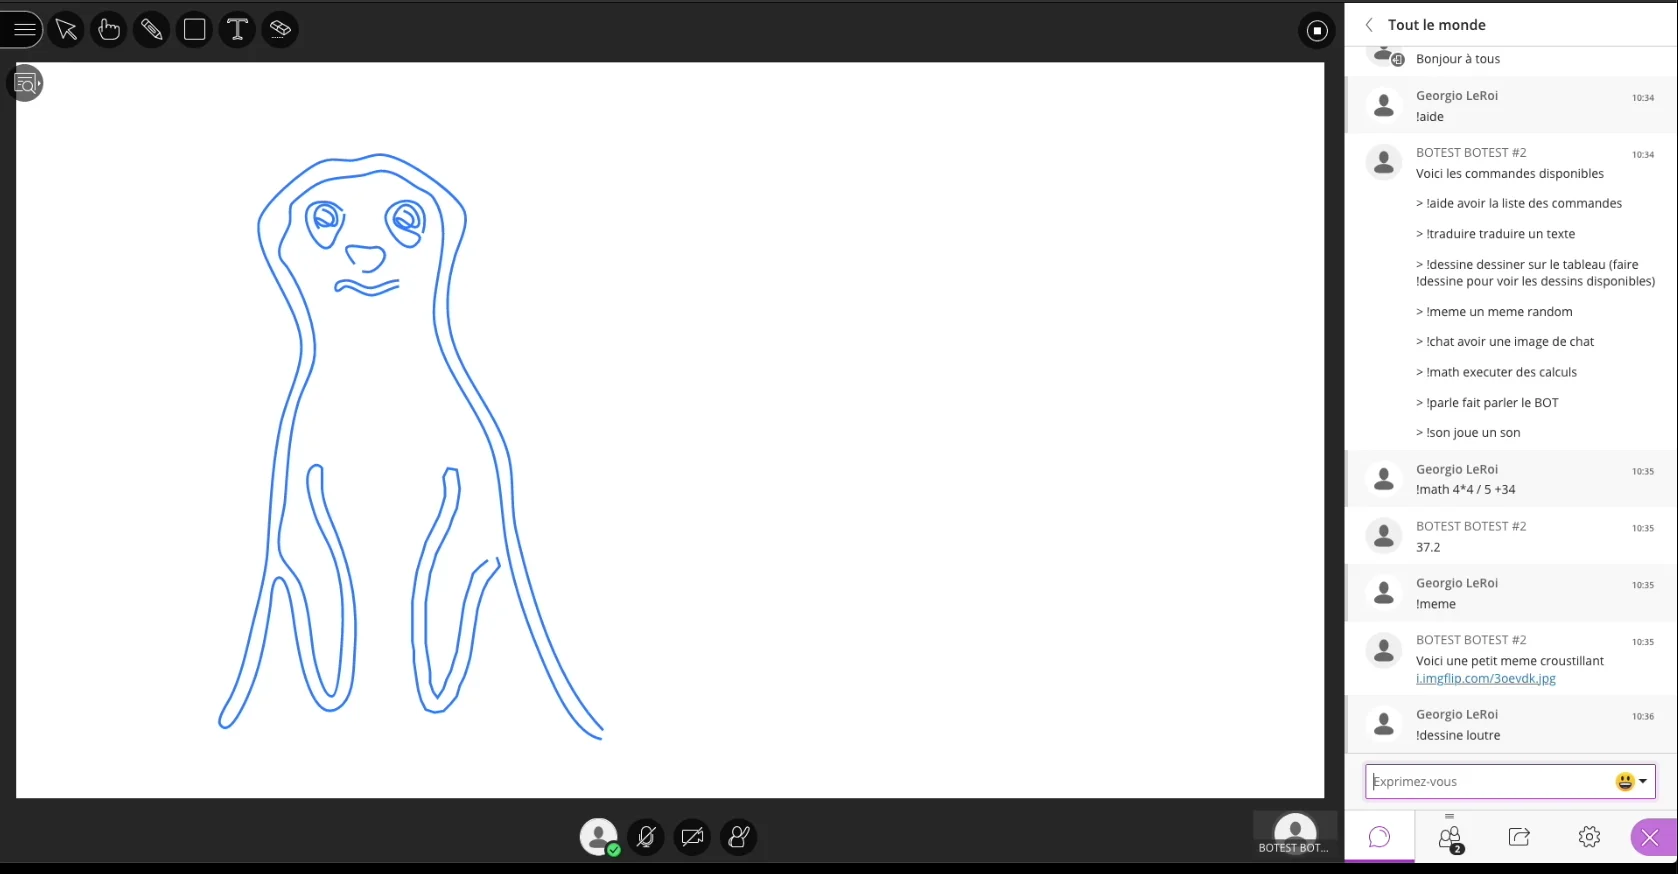 Tout le monde
Bonjour à tous
Georgio LeRoi 10:34
!aide
BOTEST BOTEST #2 10:34
Voici les commandes disponibles
> !aide avoir la liste des commandes
> !traduire traduire un texte
> !dessine dessiner sur le tableau (faire
!dessine pour voir les dessins disponibles)
> !meme un meme random
> !chat avoir une image de chat
> !math executer des calculs
> !parle fait parler le BOT
> !son joue un son
Georgio LeRoi 10:35
!math 4*4 / 5 +34
BOTEST BOTEST #2 10:35
37.2
Georgio LeRoi 10:35
!meme
BOTEST BOTEST #2 10:35
Voici une petit meme croustillant
i.imgflip.com/3oevdk.jpg
Georgio LeRoi 10:36
!dessine loutre
Exprimez-vous
BOTEST BOT...
2